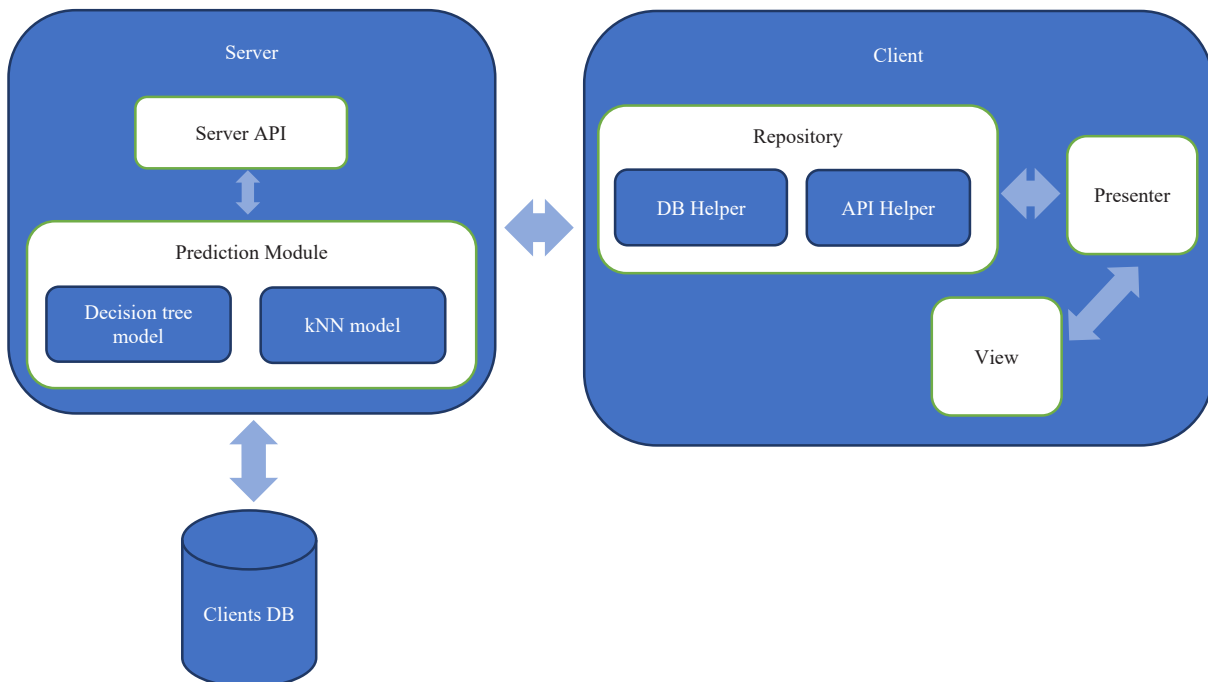 Server
Server API
Prediction Module
Decision tree
model
kNN model
Clients DB
Client
Repository
DB Helper
API Helper
Presenter
View